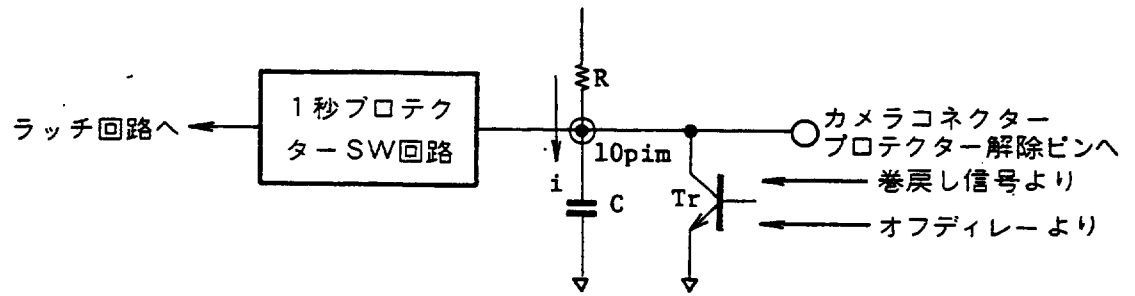 R
1秒プロテク
ターSW回路
ラッチ回路へ
カメラコネクター
プロテクター解除ピンへ
10pim
i
C
Tr
巻戻し信号より
オフディレーより